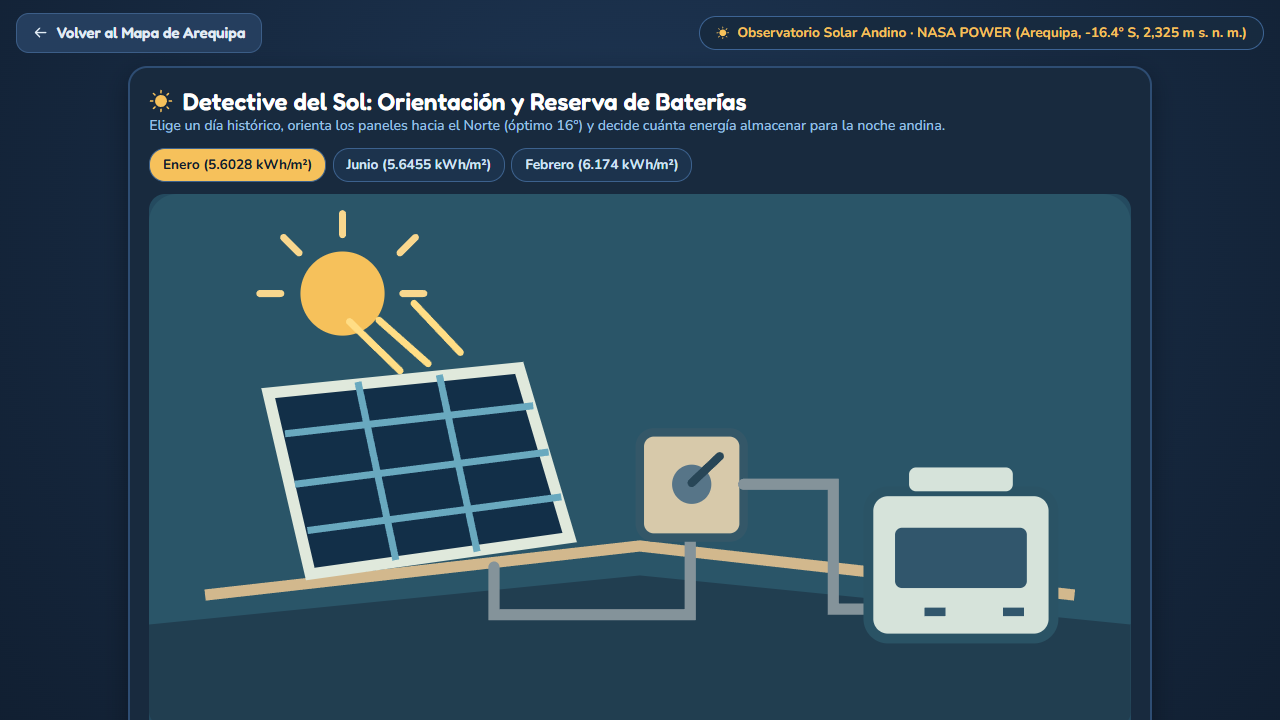 ← Volver al Mapa de Arequipa
Observatorio Solar Andino · NASA POWER (Arequipa, -16.4° S, 2,325 m s. n. m.)
Detective del Sol: Orientación y Reserva de Baterías
Elige un día histórico, orienta los paneles hacia el Norte (óptimo 16°) y decide cuánta energía almacenar para la noche andina.
Enero (5.6028 kWh/m²)
Junio (5.6455 kWh/m²)
Febrero (6.174 kWh/m²)